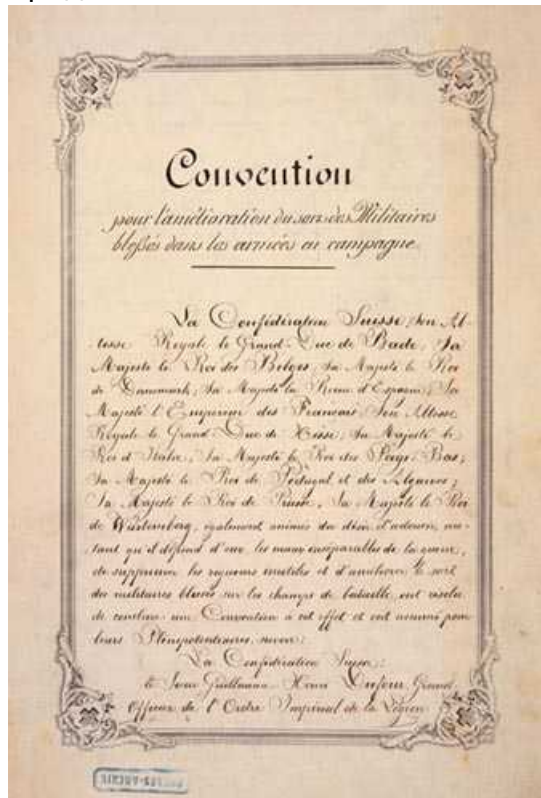 Convention
pour l'amélioration du sort des Militaires
blessés dans les armées en campagne.
La Confédération Suisse; Son Al-
tesse Royale le Grand-Duc de Bade; Sa
Majesté le Roi des Belges; Sa Majesté le Roi
de Danemark; Sa Majesté la Reine d'Espagne; Sa
Majesté l'Empereur des Français; Son Altesse
Royale le Grand-Duc de Hesse; Sa Majesté le
Roi d'Italie; Sa Majesté le Roi des Pays-Bas;
Sa Majesté le Roi de Portugal et des Algarves;
Sa Majesté le Roi de Prusse; Sa Majesté le Roi
de Würtemberg, également animés du désir d'adoucir, au-
tant qu'il dépend d'eux, les maux inséparables de la guerre,
de supprimer les rigueurs inutiles et d'améliorer le sort
des militaires blessés sur les champs de bataille, ont résolu
de conclure une Convention à cet effet et ont nommé pour
leurs Plénipotentiaires, savoir:
La Confédération Suisse:
le Sieur Guillaume-Henri Dufour, Grand
Officier de l'Ordre Impérial de la Légion